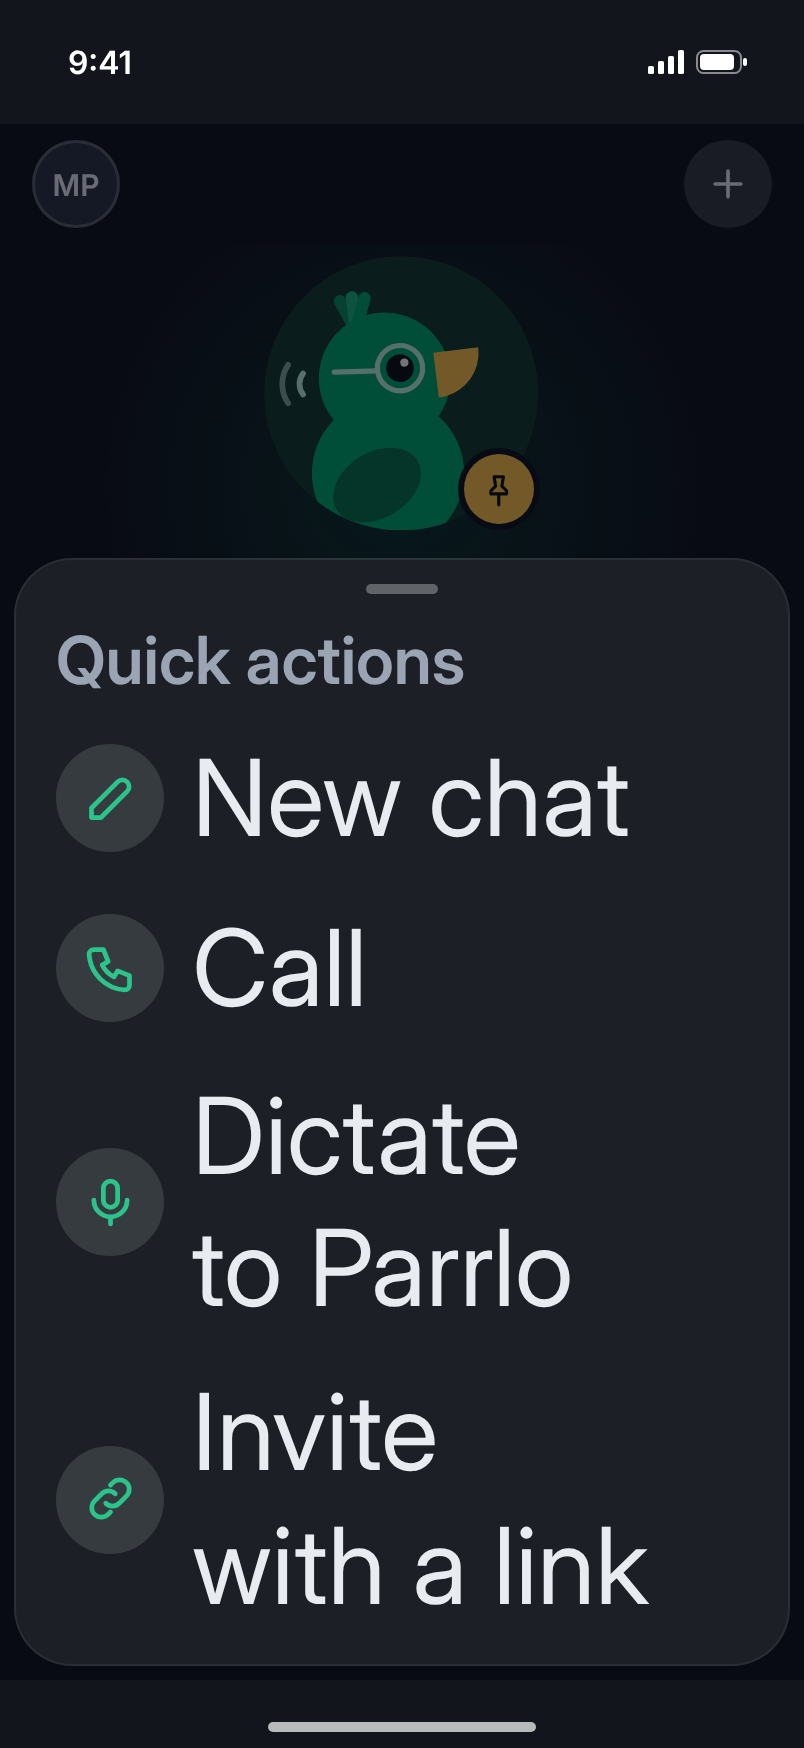 9:41
MP
Quick actions
New chat
Call
Dictate
to Parrlo
Invite
with a link